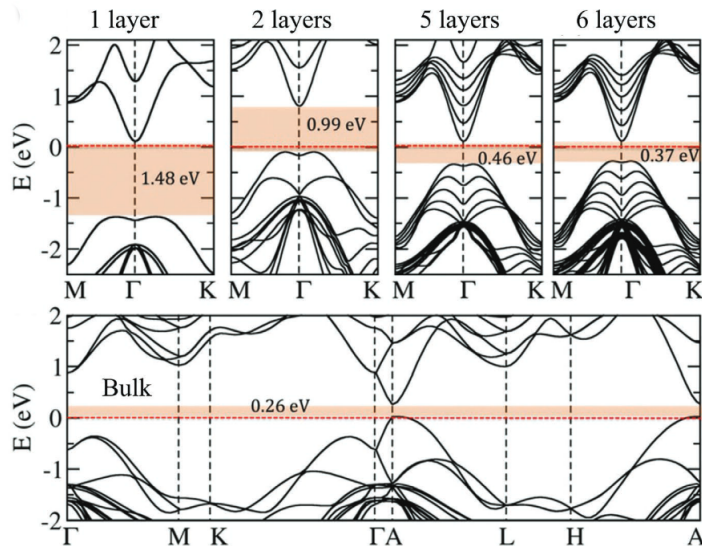 1 layer 2 layers 5 layers 6 layers
2
1
0
-1
-2
E (eV)
1.48 eV
0.99 eV
0.46 eV
0.37 eV
M Γ K M Γ K M Γ K M Γ K
2
1
0
-1
-2
E (eV)
Bulk
0.26 eV
Γ M K Γ A L H A